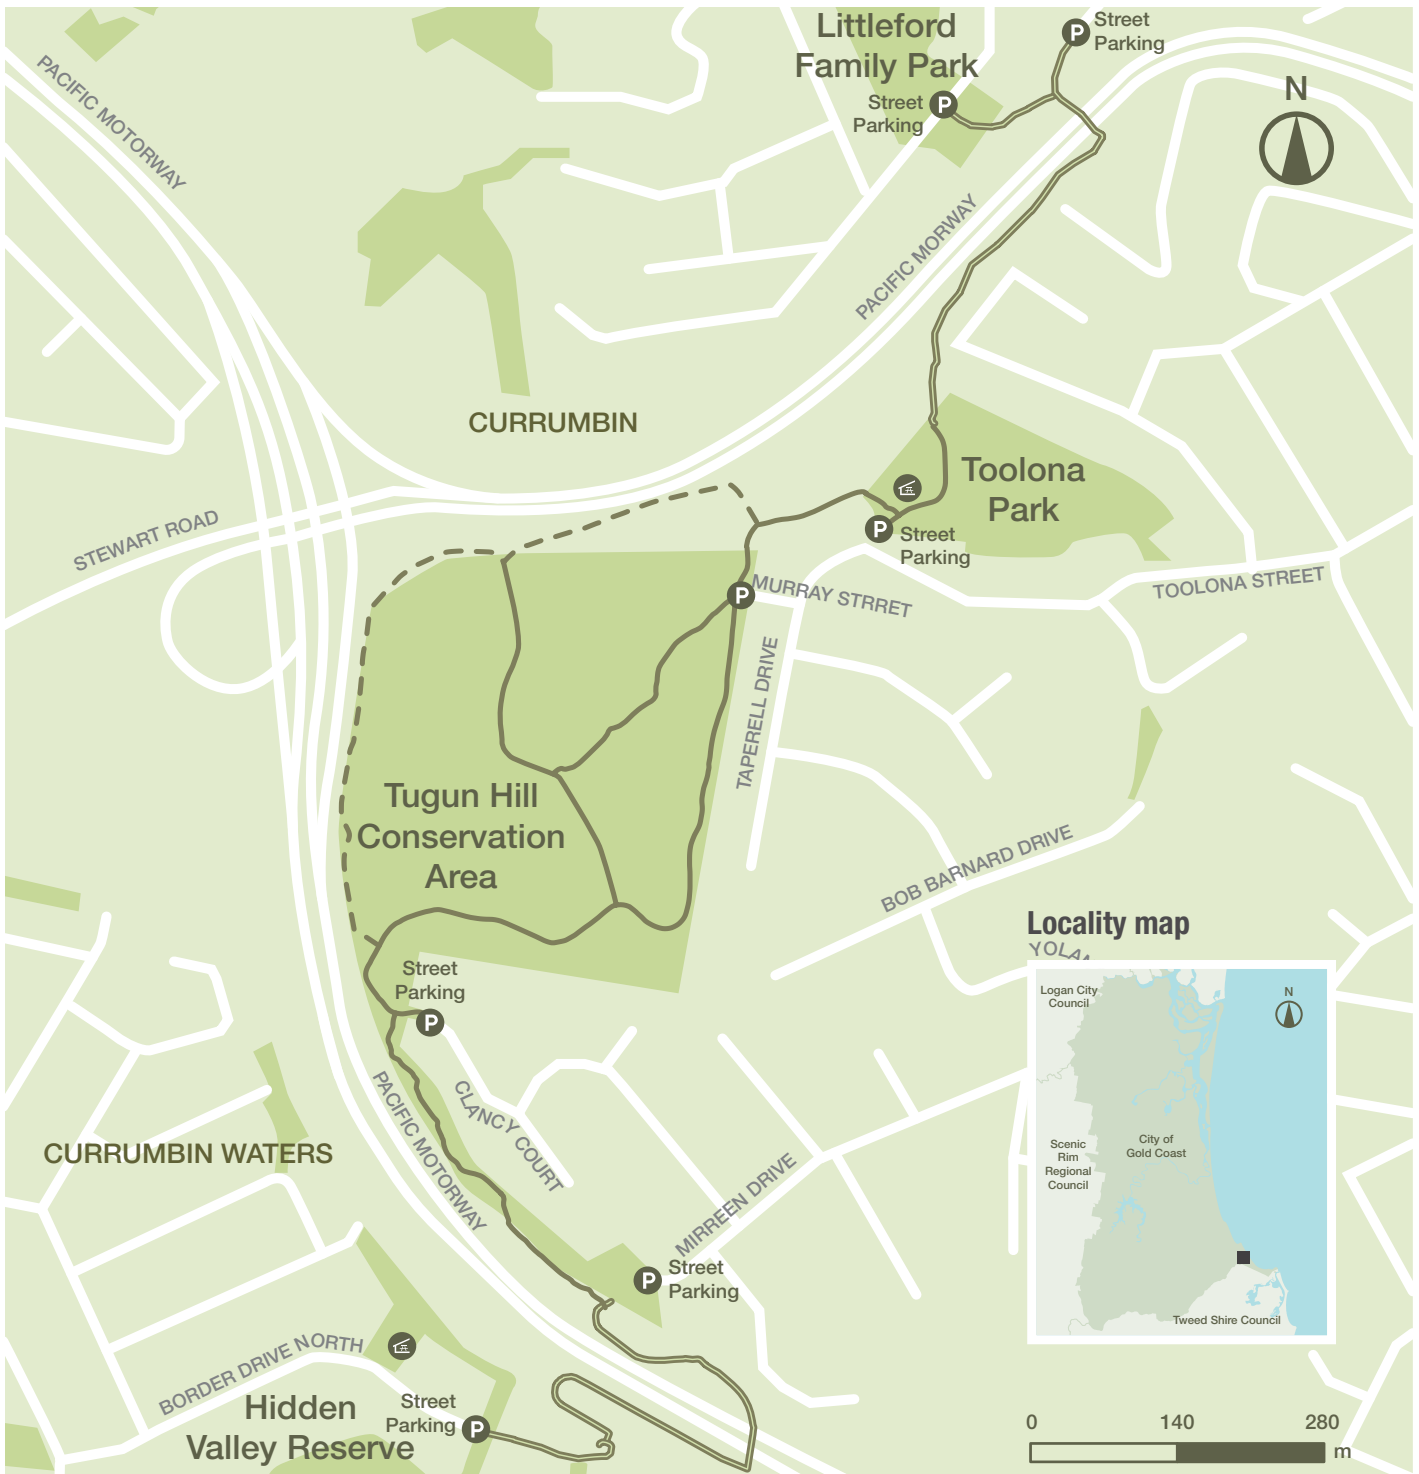 Littleford
Family Park
P
Street
Parking
N
P
Street
Parking
PACIFIC MOTORWAY
PACIFIC MORWAY
CURRUMBIN
Toolona
Park
STEWART ROAD
P
Street
Parking
TOOLONA STREET
P
MURRAY STRRET
TAPERELL DRIVE
Tugun Hill
Conservation
Area
BOB BARNARD DRIVE
Locality map
YOLAN
Street
Parking
P
Logan City
Council
N
PACIFIC MOTORWAY
CLANCY COURT
CURRUMBIN WATERS
Scenic
Rim
Regional
Council
City of
Gold Coast
MIRREEN DRIVE
P
Street
Parking
Tweed Shire Council
BORDER DRIVE NORTH
Hidden
Valley Reserve
Street
Parking
P
0 140 280
m